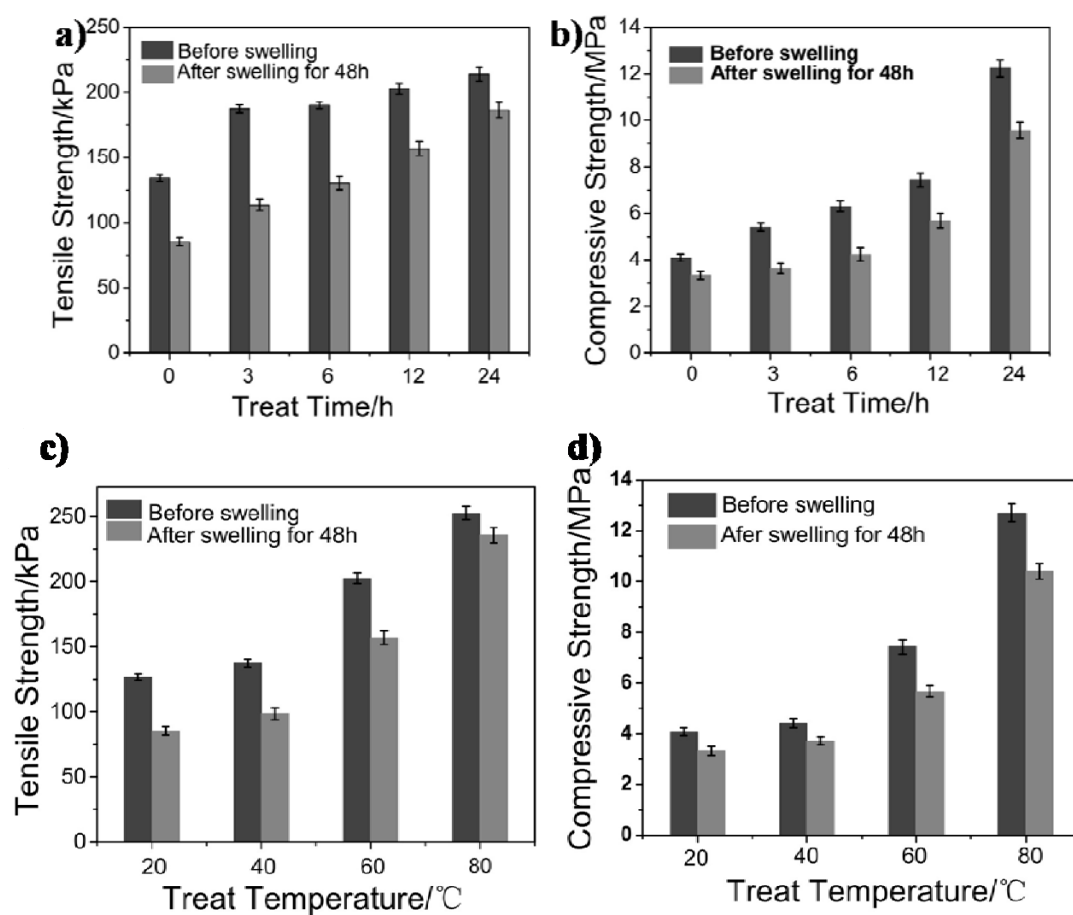 a)
Before swelling
After swelling for 48h
Tensile Strength/kPa
250
200
150
100
50
0
0 3 6 12 24
Treat Time/h
b)
Before swelling
After swelling for 48h
Compressive Strength/MPa
14
12
10
8
6
4
2
0
0 3 6 12 24
Treat Time/h
c)
Before swelling
After swelling for 48h
Tensile Strength/kPa
250
200
150
100
50
0
20 40 60 80
Treat Temperature/℃
d)
Before swelling
Afer swelling for 48h
Compressive Strength/MPa
14
12
10
8
6
4
2
0
20 40 60 80
Treat Temperature/℃